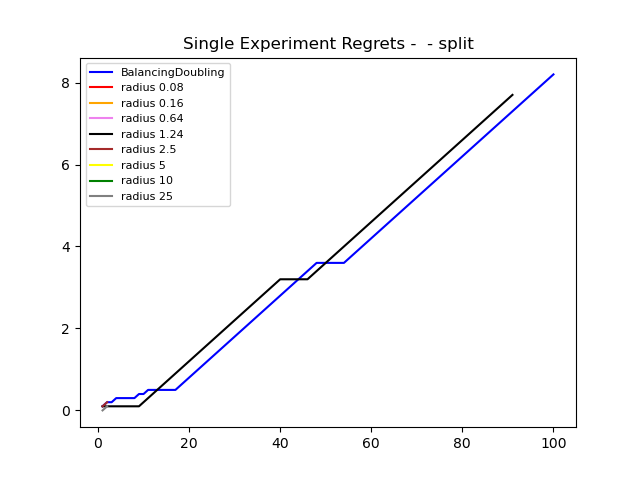 Single Experiment Regrets -  - split
BalancingDoubling
radius 0.08
radius 0.16
radius 0.64
radius 1.24
radius 2.5
radius 5
radius 10
radius 25
8
6
4
2
0
0 20 40 60 80 100